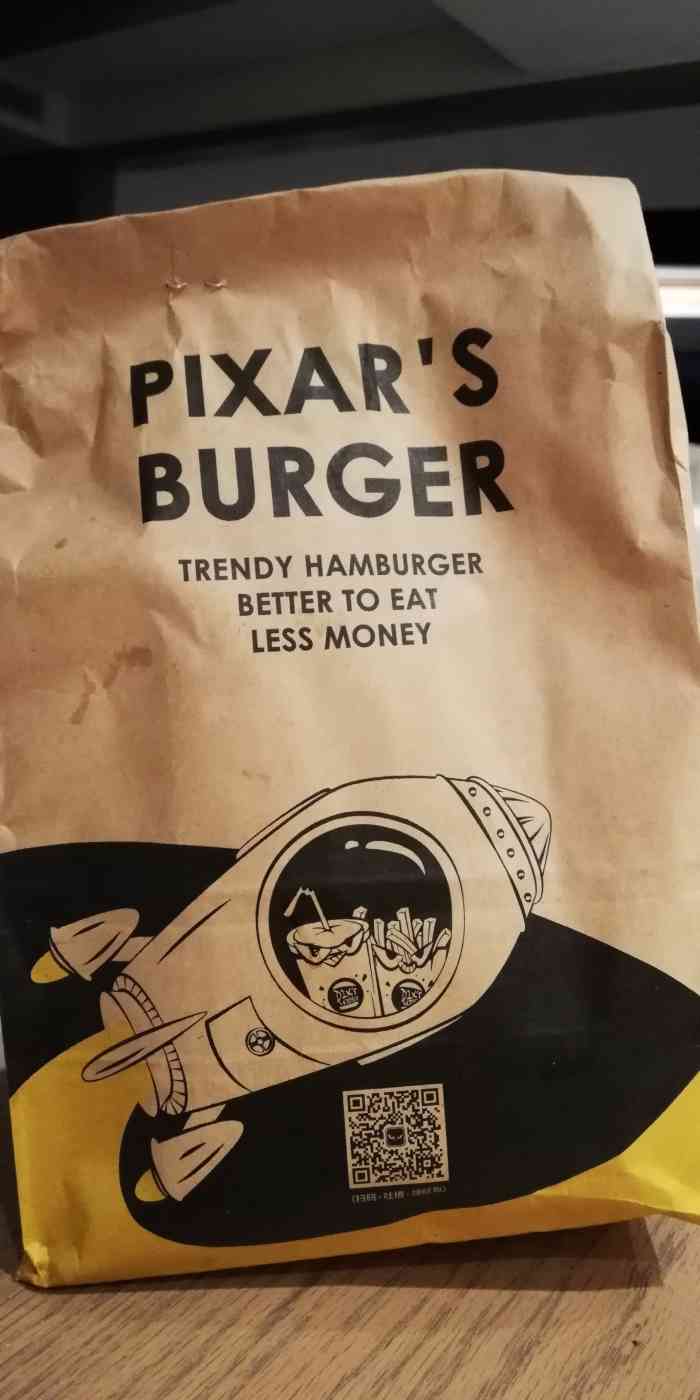 PIXAR'S
BURGER
TRENDY HAMBURGER
BETTER TO EAT
LESS MONEY